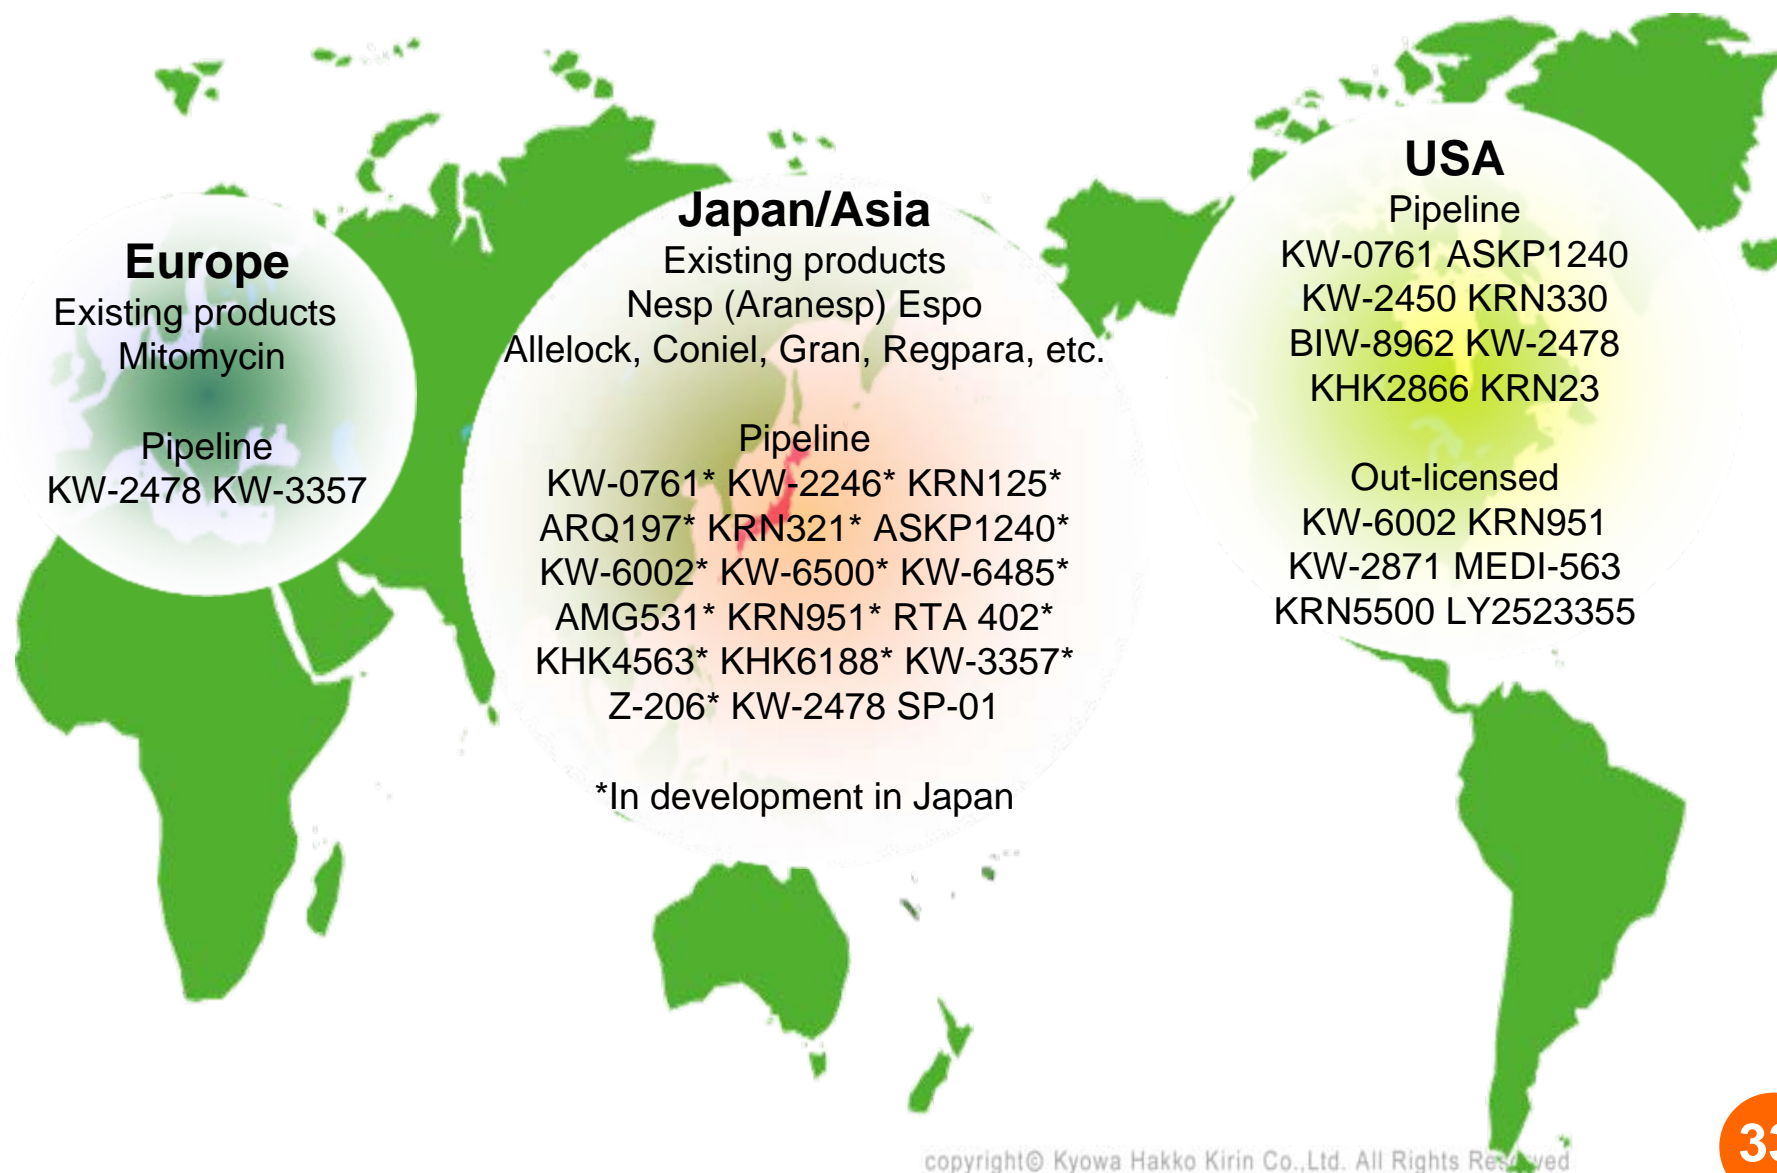 Europe
Existing products
Mitomycin
Pipeline
KW-2478 KW-3357
Japan/Asia
Existing products
Nesp (Aranesp) Espo
Allelock, Coniel, Gran, Regpara, etc.
Pipeline
KW-0761* KW-2246* KRN125*
ARQ197* KRN321* ASKP1240*
KW-6002* KW-6500* KW-6485*
AMG531* KRN951* RTA 402*
KHK4563* KHK6188* KW-3357*
Z-206* KW-2478 SP-01
*In development in Japan
USA
Pipeline
KW-0761 ASKP1240
KW-2450 KRN330
BIW-8962 KW-2478
KHK2866 KRN23
Out-licensed
KW-6002 KRN951
KW-2871 MEDI-563
KRN5500 LY2523355
copyright© Kyowa Hakko Kirin Co.,Ltd. All Rights Reserved
33